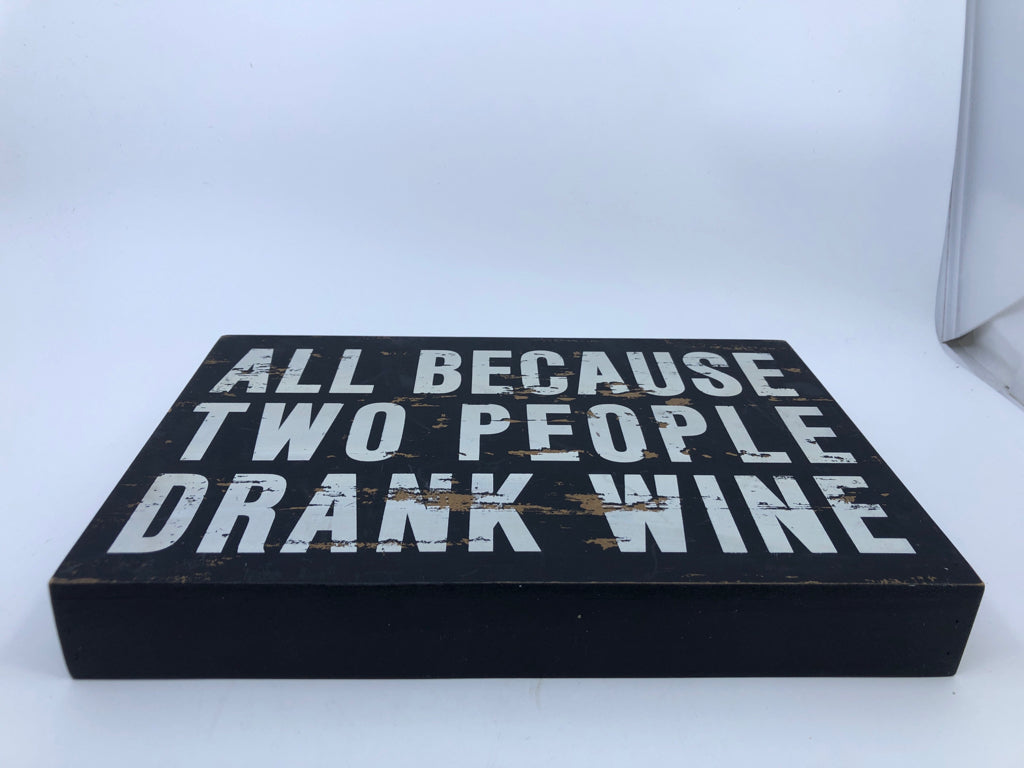 ALL BECAUSE
TWO PEOPLE
DRANK WINE